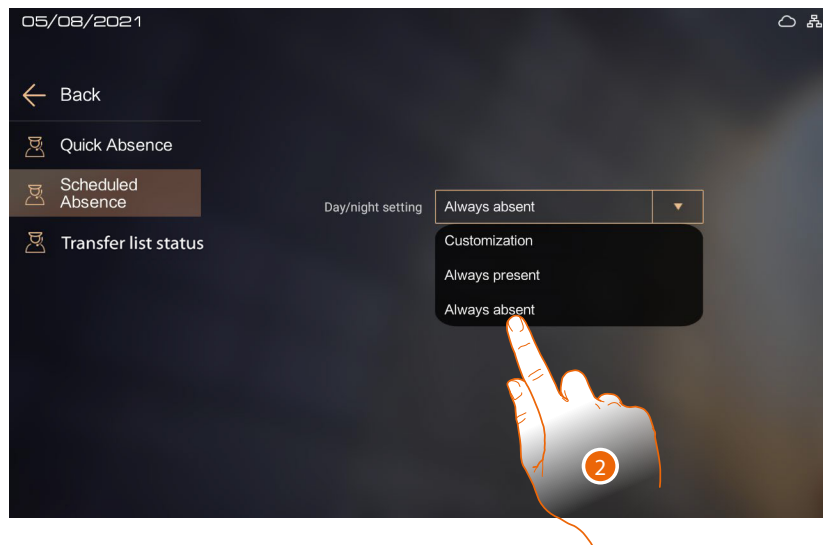 05/08/2021
Back
Quick Absence
Scheduled
Absence
Transfer list status
Day/night setting
Always absent
Customization
Always present
Always absent
2